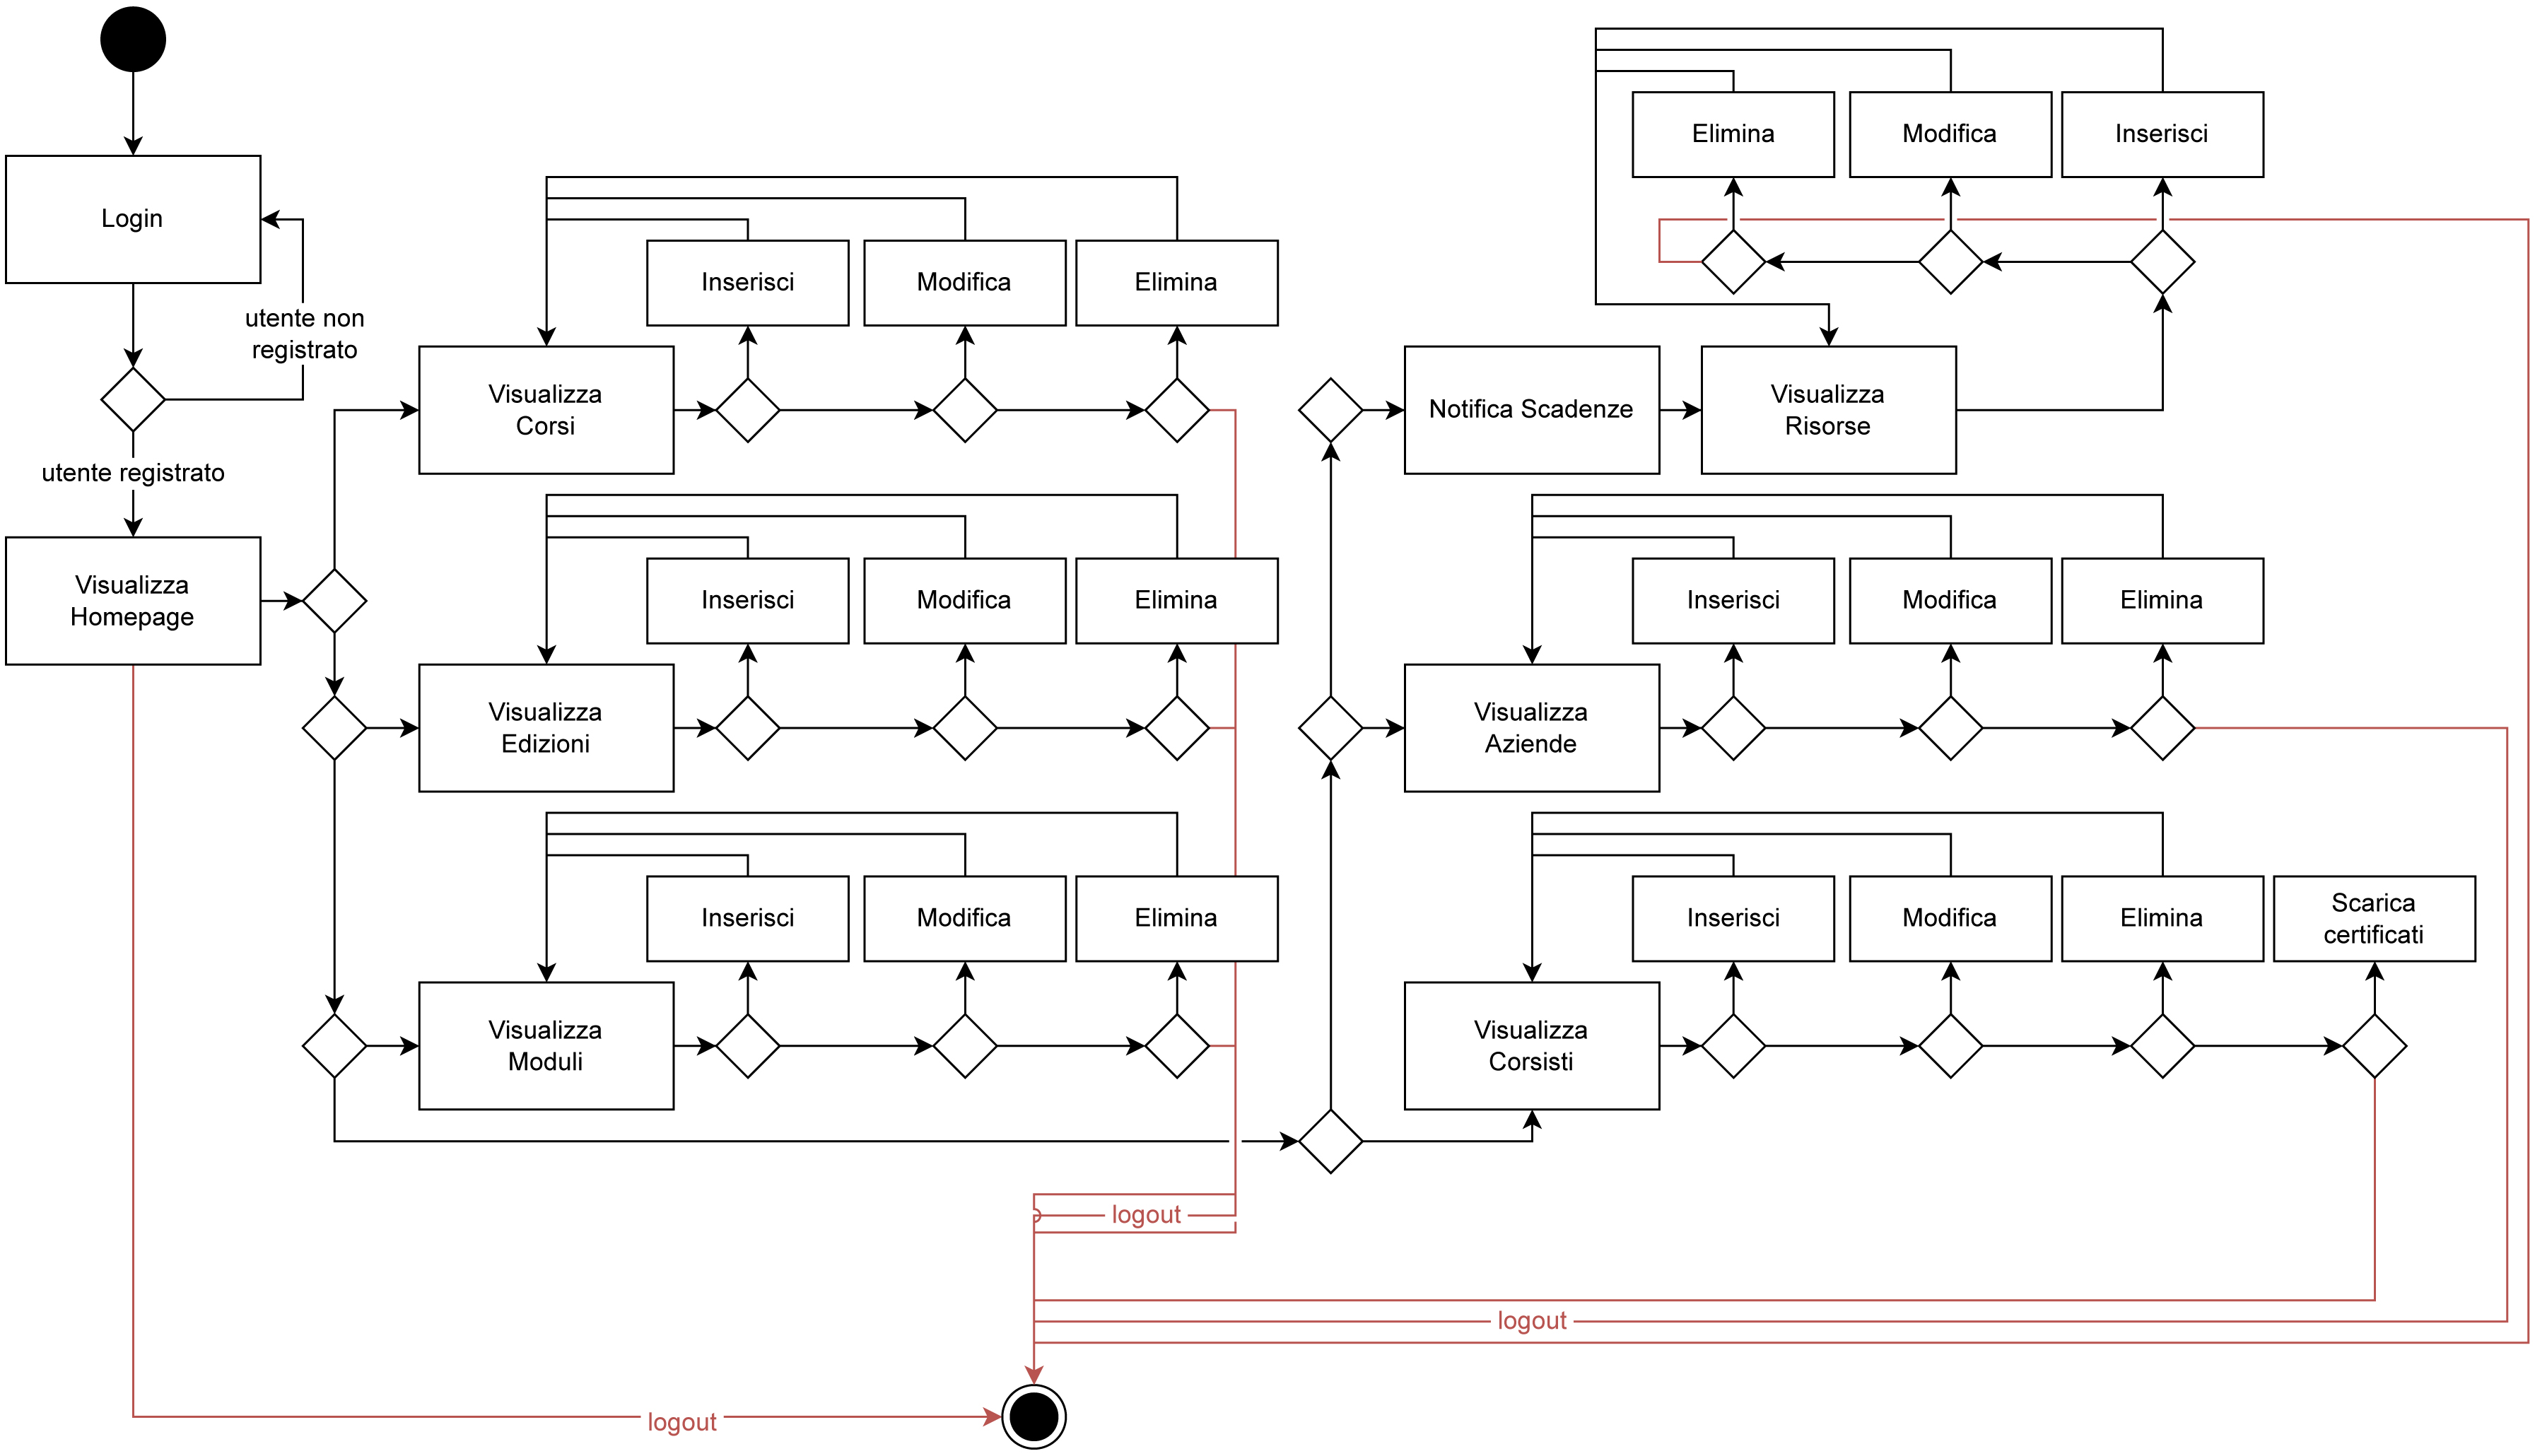 Login
utente non
registrato
utente registrato
Visualizza
Homepage
Inserisci
Modifica
Elimina
Visualizza
Corsi
Inserisci
Modifica
Elimina
Visualizza
Edizioni
Inserisci
Modifica
Elimina
Visualizza
Moduli
Elimina
Modifica
Inserisci
Notifica Scadenze
Visualizza
Risorse
Inserisci
Modifica
Elimina
Visualizza
Aziende
Inserisci
Modifica
Elimina
Scarica
certificati
Visualizza
Corsisti
logout
logout
logout